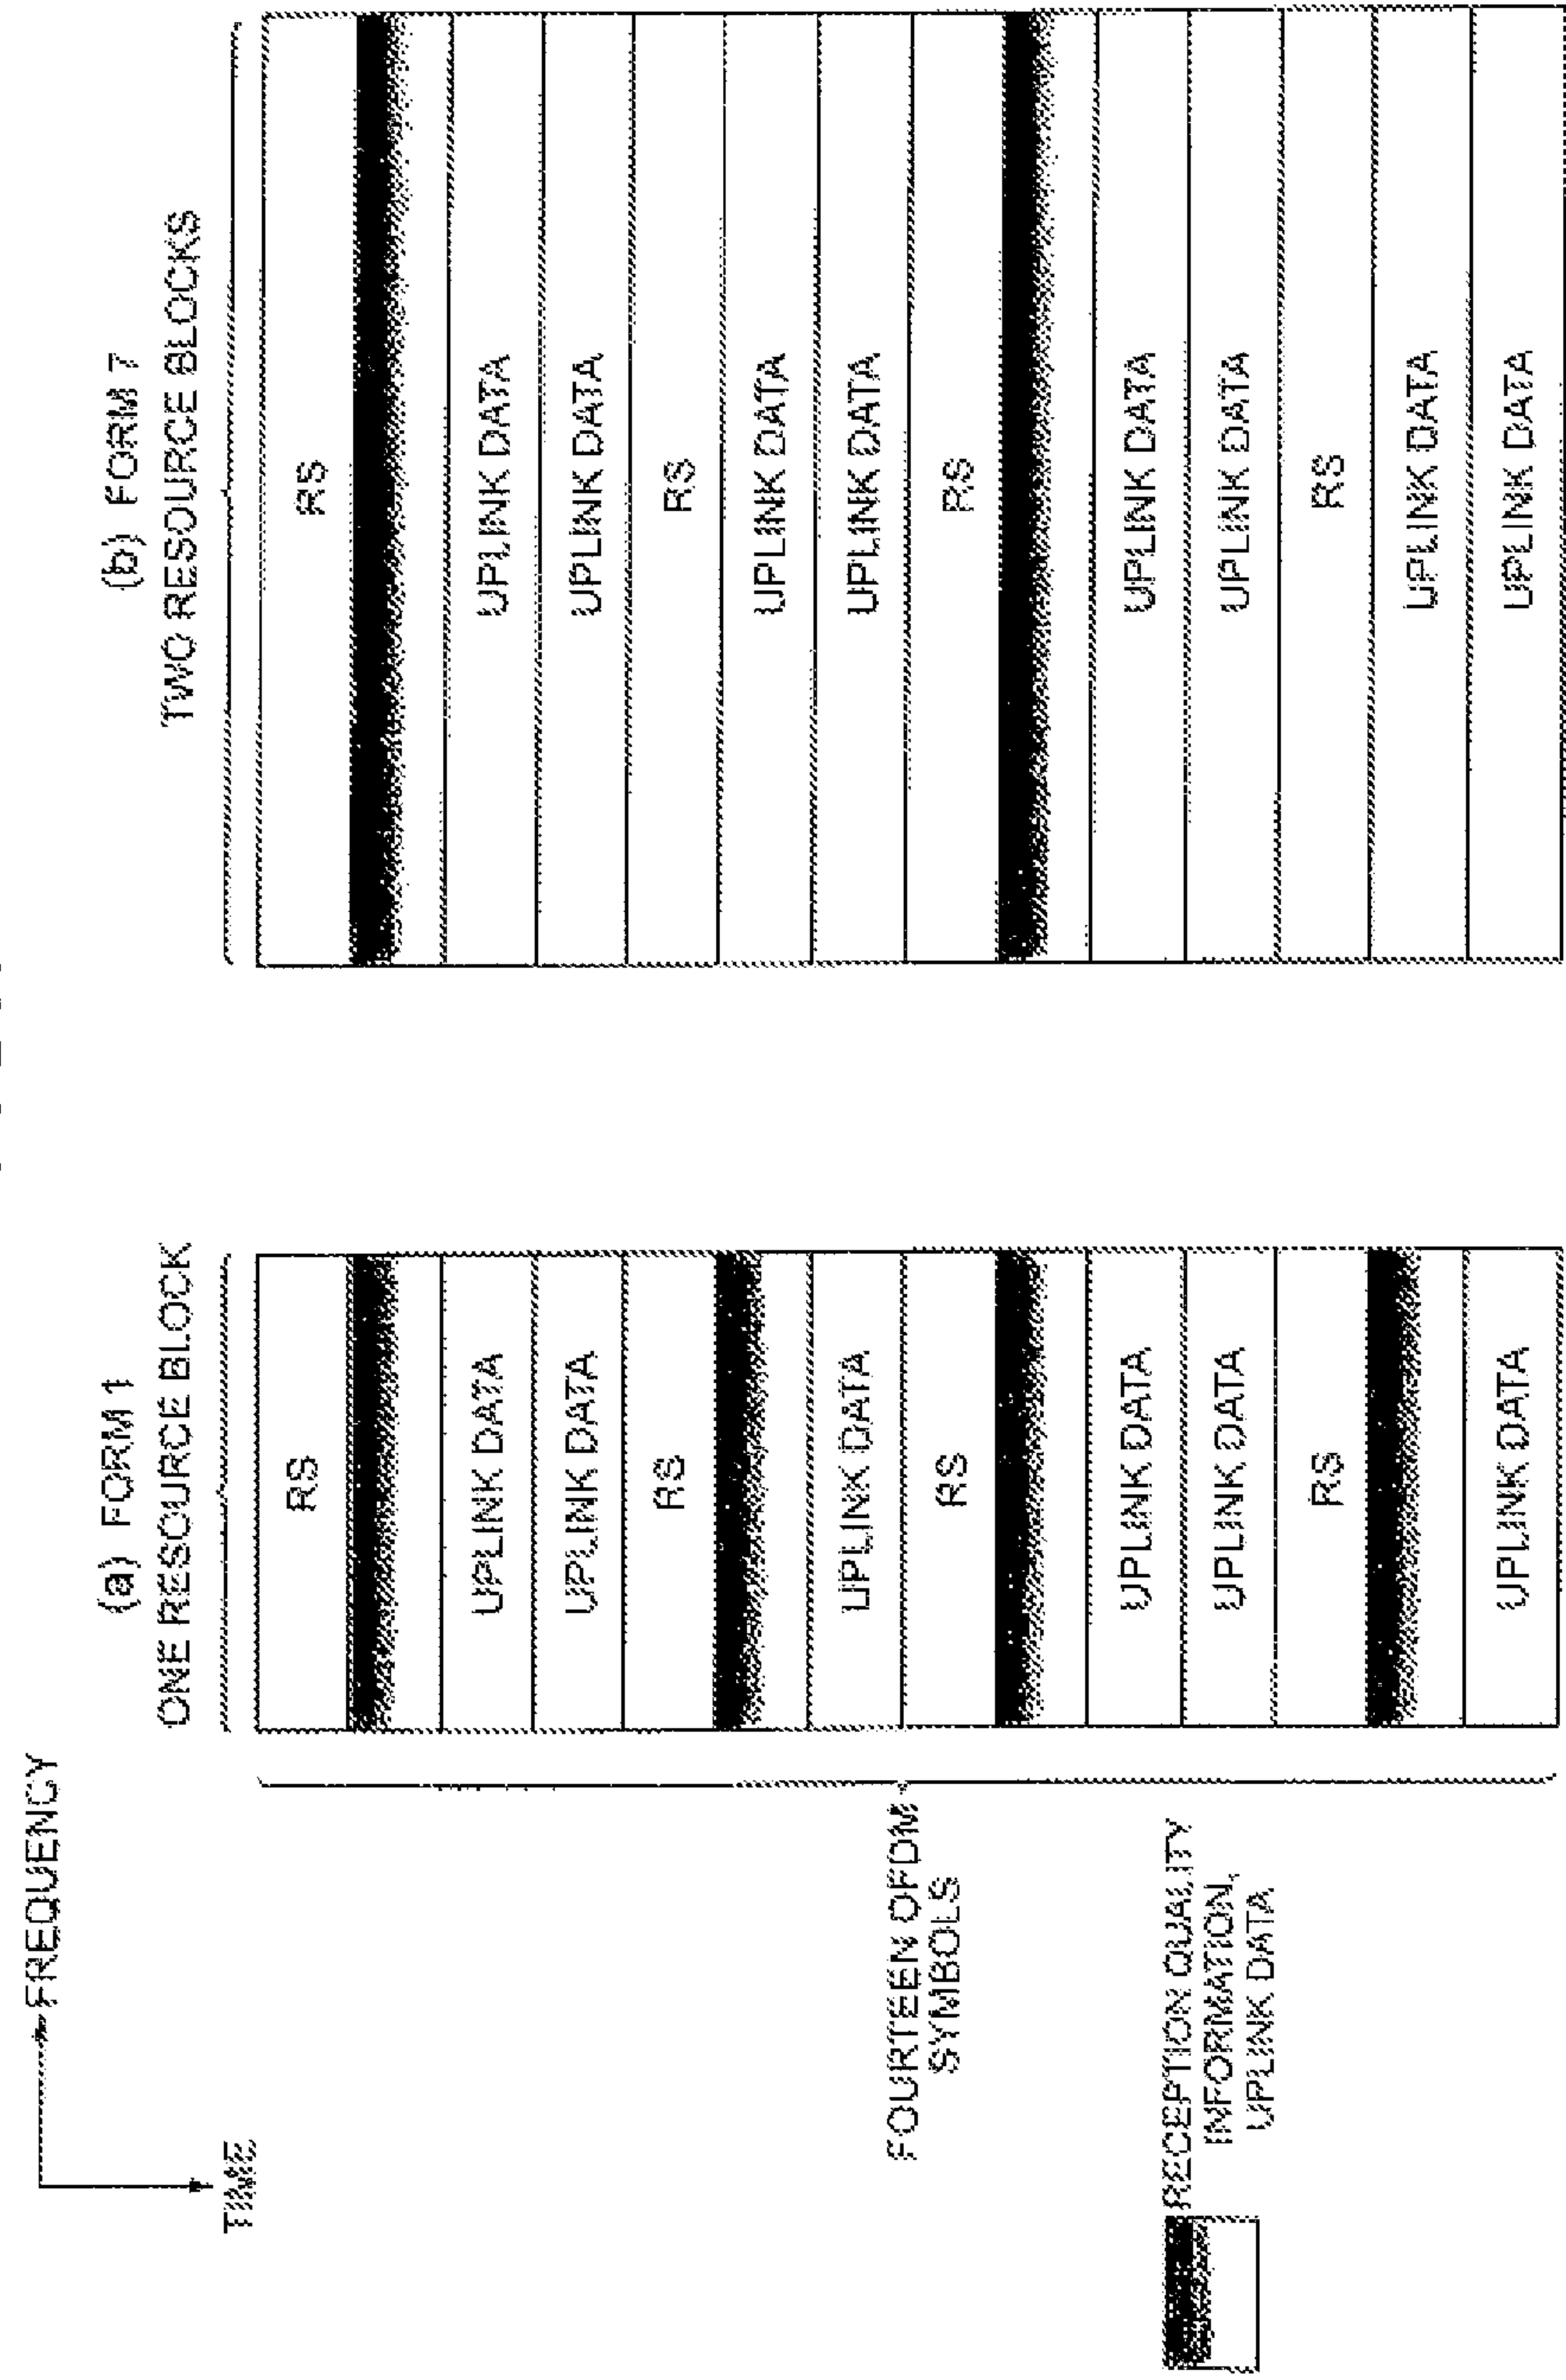 FREQUENCY
TIME
(a) FORM 1
ONE RESOURCE BLOCK
FOURTEEN OFDM
SYMBOLS
RS
UPLINK DATA
UPLINK DATA
RS
UPLINK DATA
RS
UPLINK DATA
UPLINK DATA
RS
UPLINK DATA
(b) FORM 7
TWO RESOURCE BLOCKS
RS
UPLINK DATA
UPLINK DATA
RS
UPLINK DATA
UPLINK DATA
RS
UPLINK DATA
UPLINK DATA
RS
UPLINK DATA
UPLINK DATA
RECEPTION QUALITY
INFORMATION,
UPLINK DATA